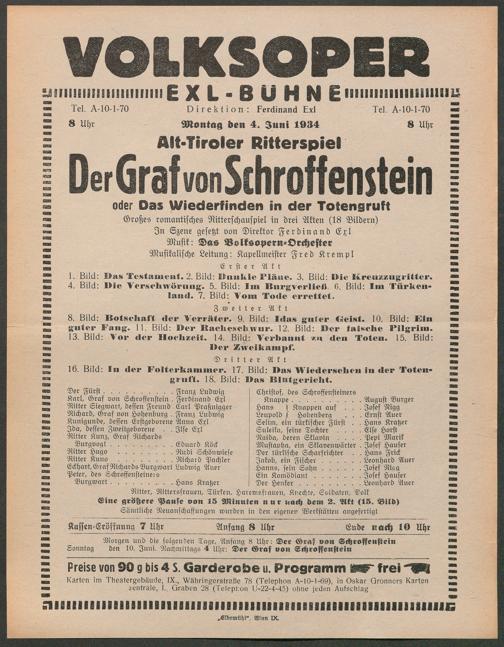 VOLKSOPER
EXL-BÜHNE
Tel. A-10-1-70 Direktion: Ferdinand Exl Tel. A-10-1-70
8 Uhr Montag den 4. Juni 1934 8 Uhr
Alt-Tiroler Ritterspiel
Der Graf von Schroffenstein
oder Das Wiederfinden in der Totengruft
Großes romantisches Ritterschauspiel in drei Akten (18 Bildern)
In Szene gesetzt von Direktor Ferdinand Exl
Musik: Das Volksopern-Orchester
Musikalische Leitung: Kapellmeister Fred Krempl
Erster Akt
1. Bild: Das Testament. 2. Bild: Dunkle Pläne. 3. Bild: Die Kreuzzugritter.
4. Bild: Die Verschwörung. 5. Bild: Im Burgverließ. 6. Bild: Im Türken-
land. 7. Bild: Vom Tode errettet.
Zweiter Akt
8. Bild: Botschaft der Verräter. 9. Bild: Idas guter Geist. 10. Bild: Ein
guter Fang. 11. Bild: Der Racheschwur. 12. Bild: Der falsche Pilgrim.
13. Bild: Vor der Hochzeit. 14. Bild: Verbannt zu den Toten. 15. Bild:
Der Zweikampf.
Dritter Akt
16. Bild: In der Folterkammer. 17. Bild: Das Wiedersehen in der Toten-
gruft. 18. Bild: Das Blutgericht.
Der Fürst Franz Ludwig
Karl, Graf von Schroffenstein Ferdinand Exl
Ritter Siegwart, dessen Freund
Richard, Graf von Hohenburg Franz Ludwig
Kunigunde, dessen Erstgeborene Anna Exl
Ida, dessen Zweitgeborene Ilse Exl
Ritter Kunz, Graf Richards
Burgvogt Eduard Köck
Ritter Hugo Rudi Schönwiese
Ritter Kuno Richard
Eckhart, Graf Richards Burgwart Ludwig Auer
Peter, des Schroffensteiners
Burgwart Hans Kratzer
Christof, des Schroffensteiners
Knappe August Burger
Hans } Knappen auf Josef Rigg
Leupold } Hohenberg Ernst Auer
Selim, ein türkischer Fürst Hans Kratzer
Suleika, seine Tochter Elle Horst
Naida, deren Sklavin Pepi Marik
Mustapha, ein Sklavenwärter Josef Hauser
Der türkische Scharfrichter Hans Frick
Jakob, ein Fischer Leonhard Auer
Hannes, sein Sohn Josef Rigg
Ein Komödiant Josef Hauser
Der Henker Leonhard Auer
Ritter, Ritterfrauen, Türken, Haremsfrauen, Knechte, Soldaten, Volk
Eine größere Pause von 15 Minuten nur nach dem 2. Akt (15. Bild)
Sämtliche Neuanschaffungen wurden in den eigenen Werkstätten angefertigt
Kassen-Eröffnung 7 Uhr Anfang 8 Uhr Ende nach 10 Uhr
Morgen und die folgenden Tage. Anfang 8 Uhr: Der Graf von Schroffenstein
Sonntag den 10. Juni. Nachmittags 4 Uhr: Der Graf von Schroffenstein
Preise von 90 g bis 4 S. Garderobe u. Programm frei
Karten im Theatergebäude, IX., Währingerstraße 78 (Telephon A-10-1-69), in Oskar Gronners Karten
zentrale, I. Graben 28 (Telephon U-22-4-45) ohne jeden Aufschlag
„Elbemühl“, Wien IX.